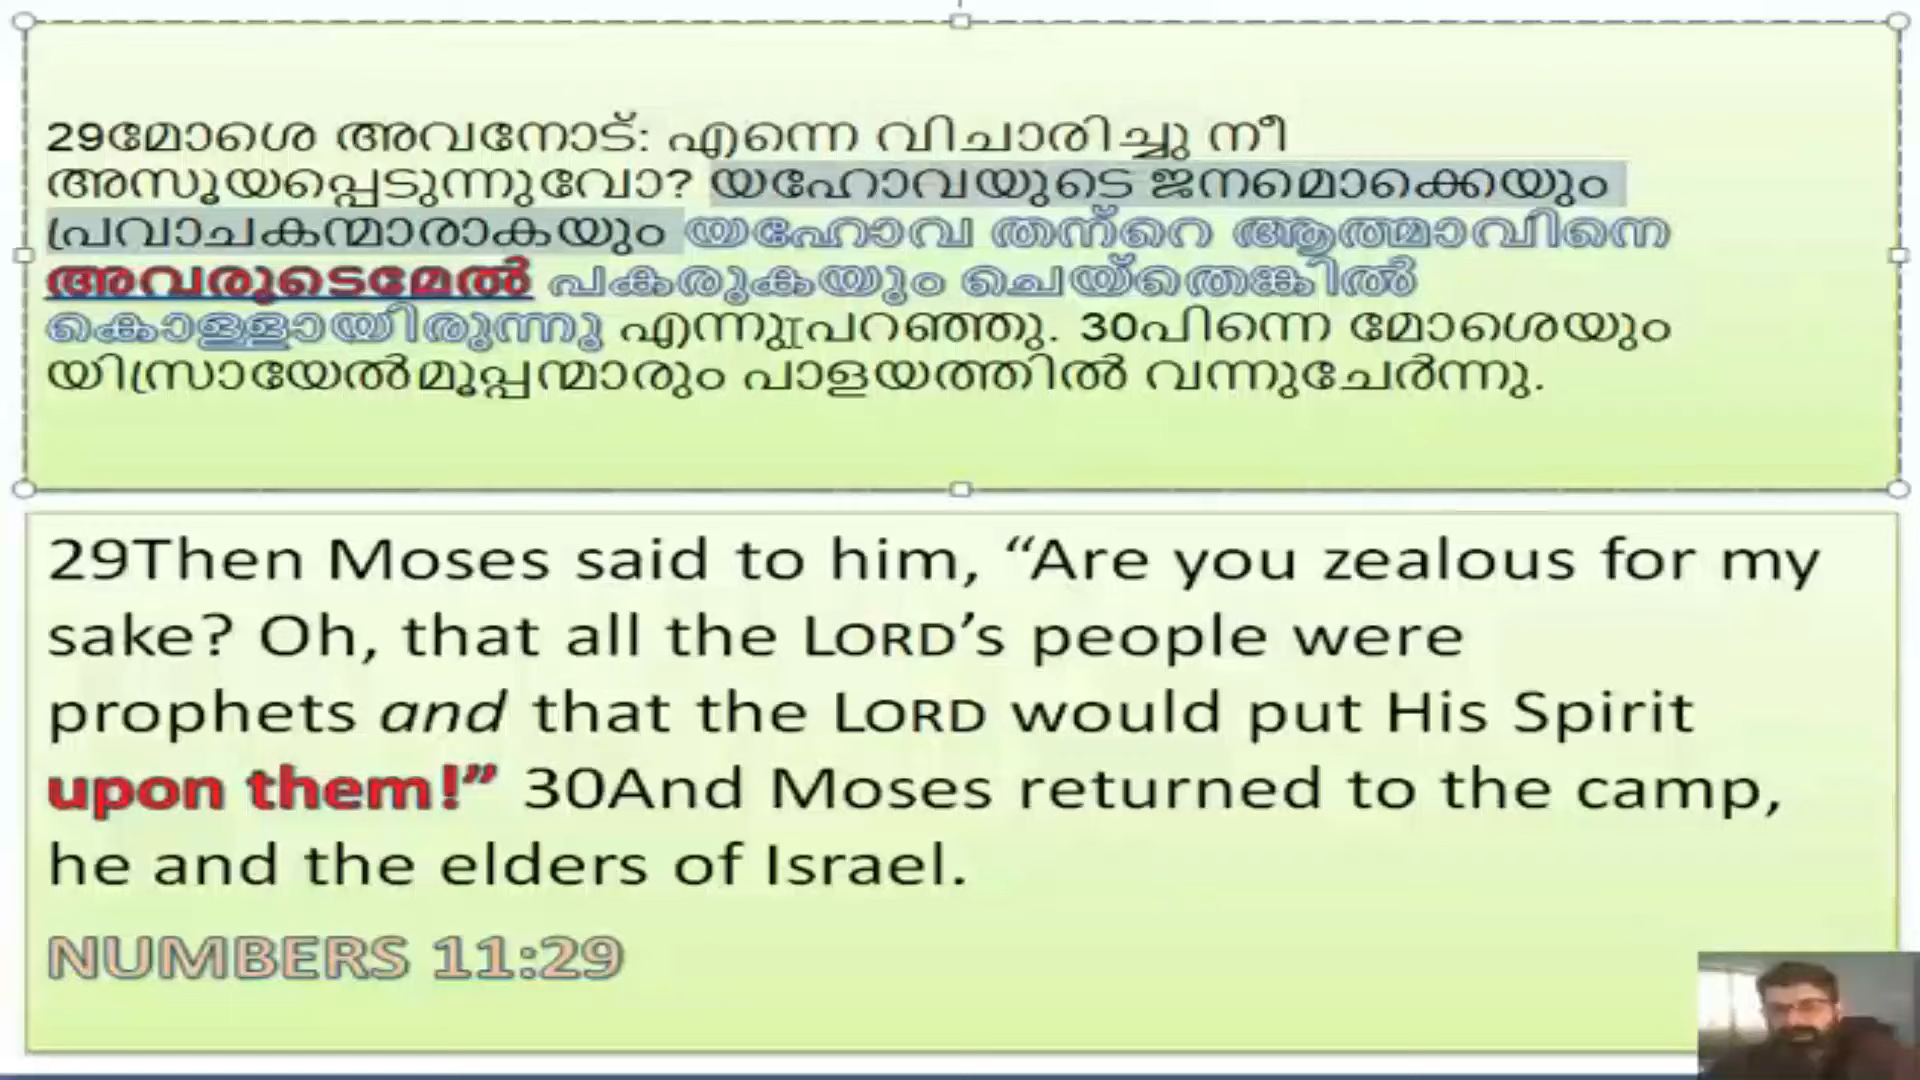 29മോശെ അവനോട്: എന്നെ വിചാരിച്ചു നീ
അസൂയപ്പെടുന്നുവോ? യഹോവയുടെ ജനമൊക്കെയും
പ്രവാചകന്മാരാകയും യഹോവ തന്റെ ആത്മാവിനെ
അവരുടെമേൽ പകരുകയും ചെയ്തെങ്കിൽ
കൊള്ളായിരുന്നു എന്നു പറഞ്ഞു. 30പിന്നെ മോശെയും
യിസ്രായേൽമൂപ്പന്മാരും പാളയത്തിൽ വന്നുചേർന്നു.
29Then Moses said to him, “Are you zealous for my
sake? Oh, that all the LORD’s people were
prophets and that the LORD would put His Spirit
upon them!” 30And Moses returned to the camp,
he and the elders of Israel.
NUMBERS 11:29